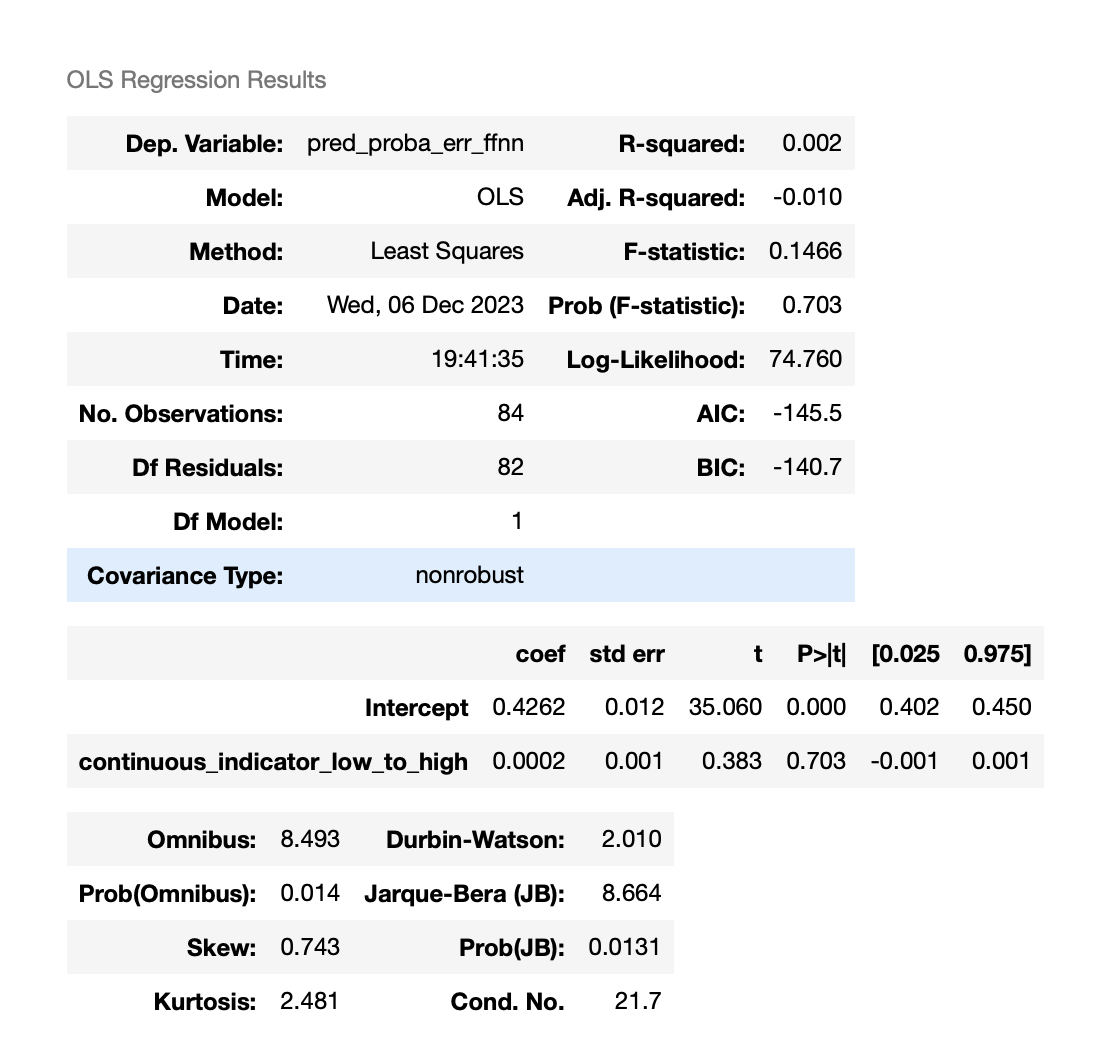 OLS Regression Results
Dep. Variable: pred_proba_err_ffnn R-squared: 0.002
Model: OLS Adj. R-squared: -0.010
Method: Least Squares F-statistic: 0.1466
Date: Wed, 06 Dec 2023 Prob (F-statistic): 0.703
Time: 19:41:35 Log-Likelihood: 74.760
No. Observations: 84 AIC: -145.5
Df Residuals: 82 BIC: -140.7
Df Model: 1
Covariance Type: nonrobust
coef std err t P>|t| [0.025 0.975]
Intercept 0.4262 0.012 35.060 0.000 0.402 0.450
continuous_indicator_low_to_high 0.0002 0.001 0.383 0.703 -0.001 0.001
Omnibus: 8.493 Durbin-Watson: 2.010
Prob(Omnibus): 0.014 Jarque-Bera (JB): 8.664
Skew: 0.743 Prob(JB): 0.0131
Kurtosis: 2.481 Cond. No. 21.7